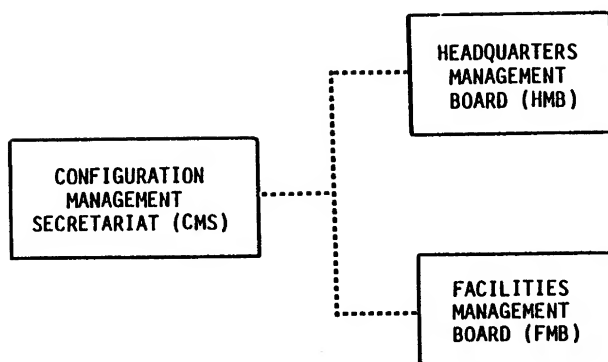 HEADQUARTERS
MANAGEMENT
BOARD (HMB)
CONFIGURATION
MANAGEMENT
SECRETARIAT (CMS)
FACILITIES
MANAGEMENT
BOARD (FMB)